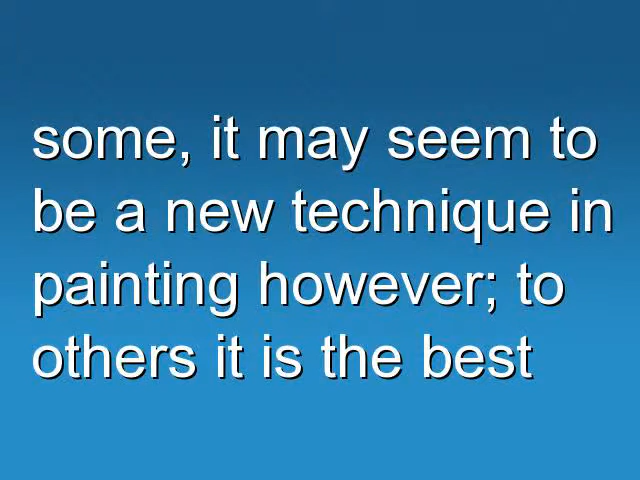 some, it may seem to
be a new technique in
painting however; to
others it is the best